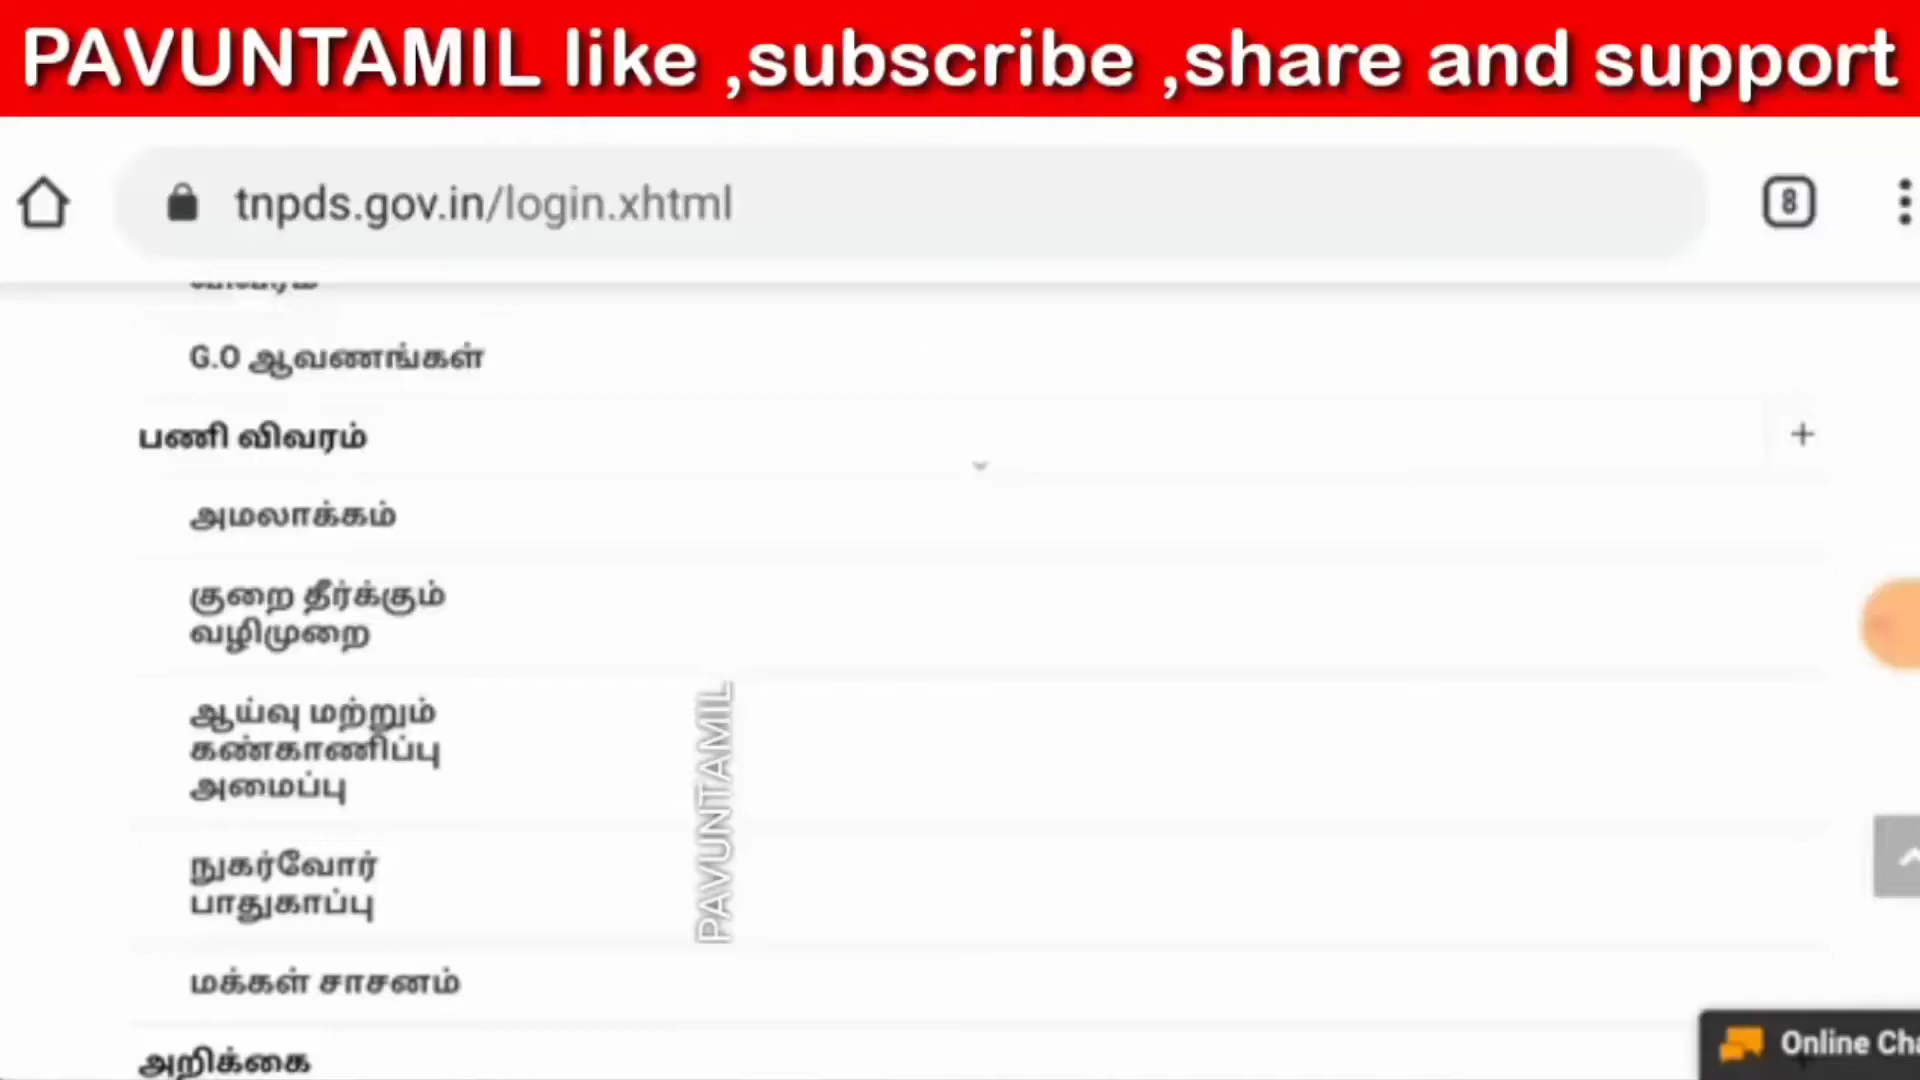 PAVUNTAMIL like ,subscribe ,share and support
tnpds.gov.in/login.xhtml
8
G.O ஆவணங்கள்
பணி விவரம்
+
அமலாக்கம்
குறை தீர்க்கும்
வழிமுறை
ஆய்வு மற்றும்
கண்காணிப்பு
அமைப்பு
நுகர்வோர்
பாதுகாப்பு
மக்கள் சாசனம்
PAVUNTAMIL
அறிக்கை
Online Cha